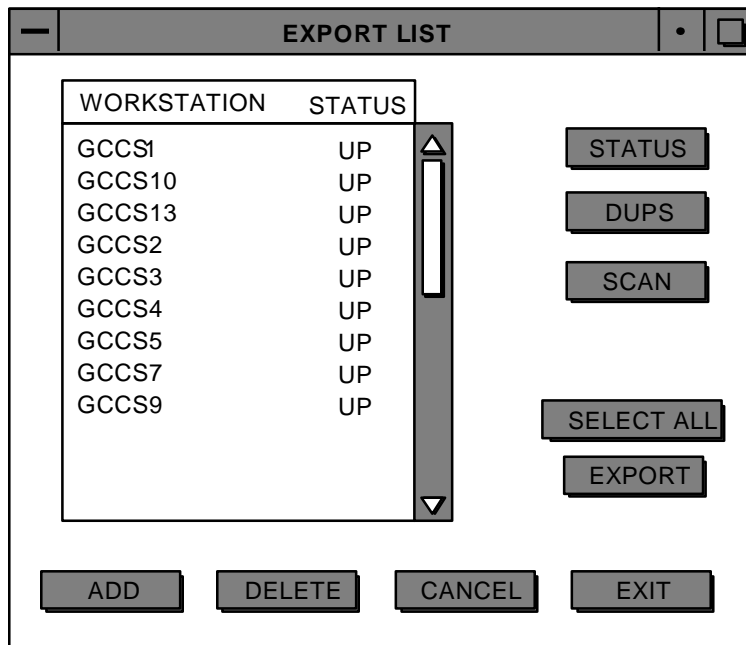 EXPORT LIST
WORKSTATION STATUS
GCCS1 UP
GCCS10 UP
GCCS13 UP
GCCS2 UP
GCCS3 UP
GCCS4 UP
GCCS5 UP
GCCS7 UP
GCCS9 UP
STATUS
DUPS
SCAN
SELECT ALL
EXPORT
ADD DELETE CANCEL EXIT